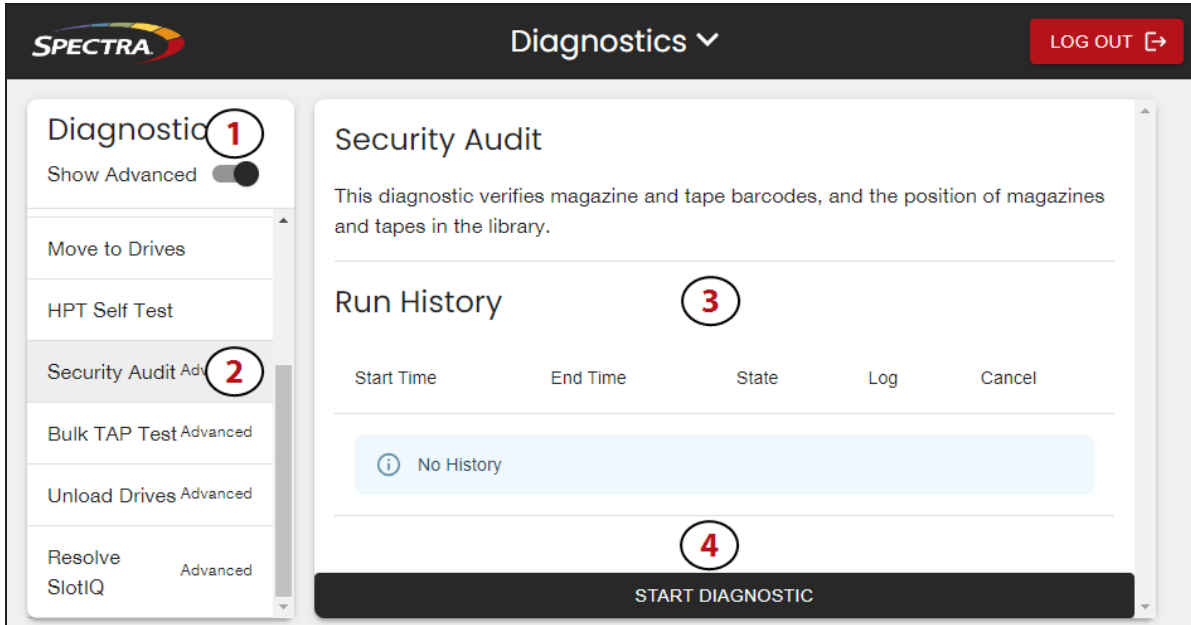 SPECTRA
Diagnostics
LOG OUT
Diagnostic
1
Show Advanced
Move to Drives
HPT Self Test
Security Audit Adv
2
Bulk TAP Test Advanced
Unload Drives Advanced
Resolve
SlotIQ
Advanced
Security Audit
This diagnostic verifies magazine and tape barcodes, and the position of magazines
and tapes in the library.
Run History
3
Start Time End Time State Log Cancel
No History
4
START DIAGNOSTIC